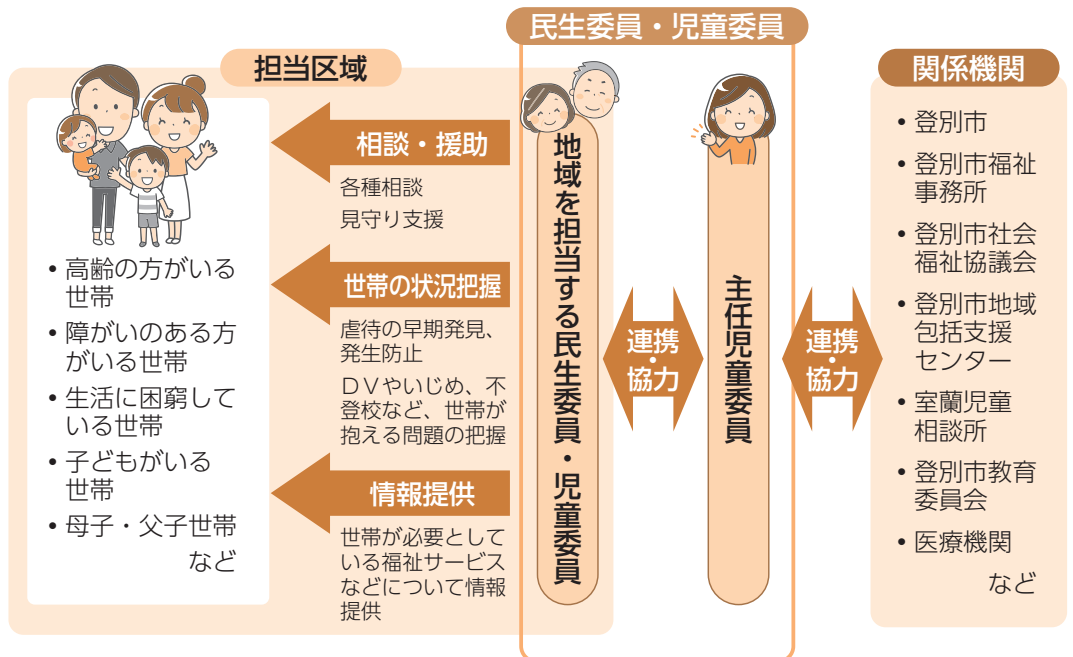 民生委員・児童委員
担当区域
• 高齢の方がいる
世帯
• 障がいのある方
がいる世帯
• 生活に困窮して
いる世帯
• 子どもがいる
世帯
• 母子・父子世帯
など
相談・援助
各種相談
見守り支援
世帯の状況把握
虐待の早期発見、
発生防止
ＤＶやいじめ、不
登校など、世帯が
抱える問題の把握
情報提供
世帯が必要として
いる福祉サービス
などについて情報
提供
地域を担当する民生委員・児童委員
連携・
協力
主任児童委員
連携・
協力
関係機関
• 登別市
• 登別市福祉
事務所
• 登別市社会
福祉協議会
• 登別市地域
包括支援
センター
• 室蘭児童
相談所
• 登別市教育
委員会
• 医療機関
など